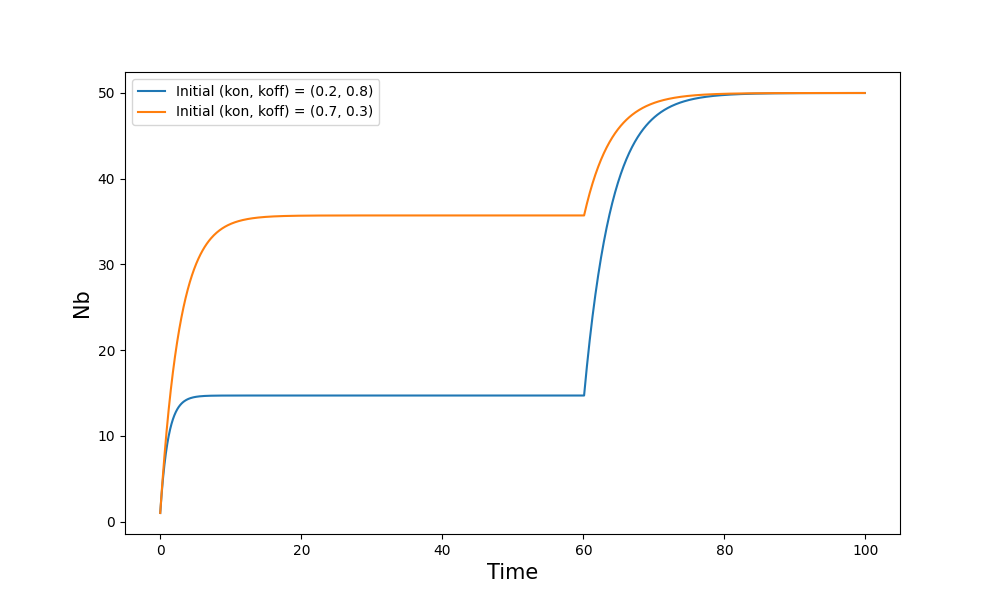 Initial (kon, koff) = (0.2, 0.8)
Initial (kon, koff) = (0.7, 0.3)
50
40
30
20
10
0
Nb
0 20 40 60 80 100
Time